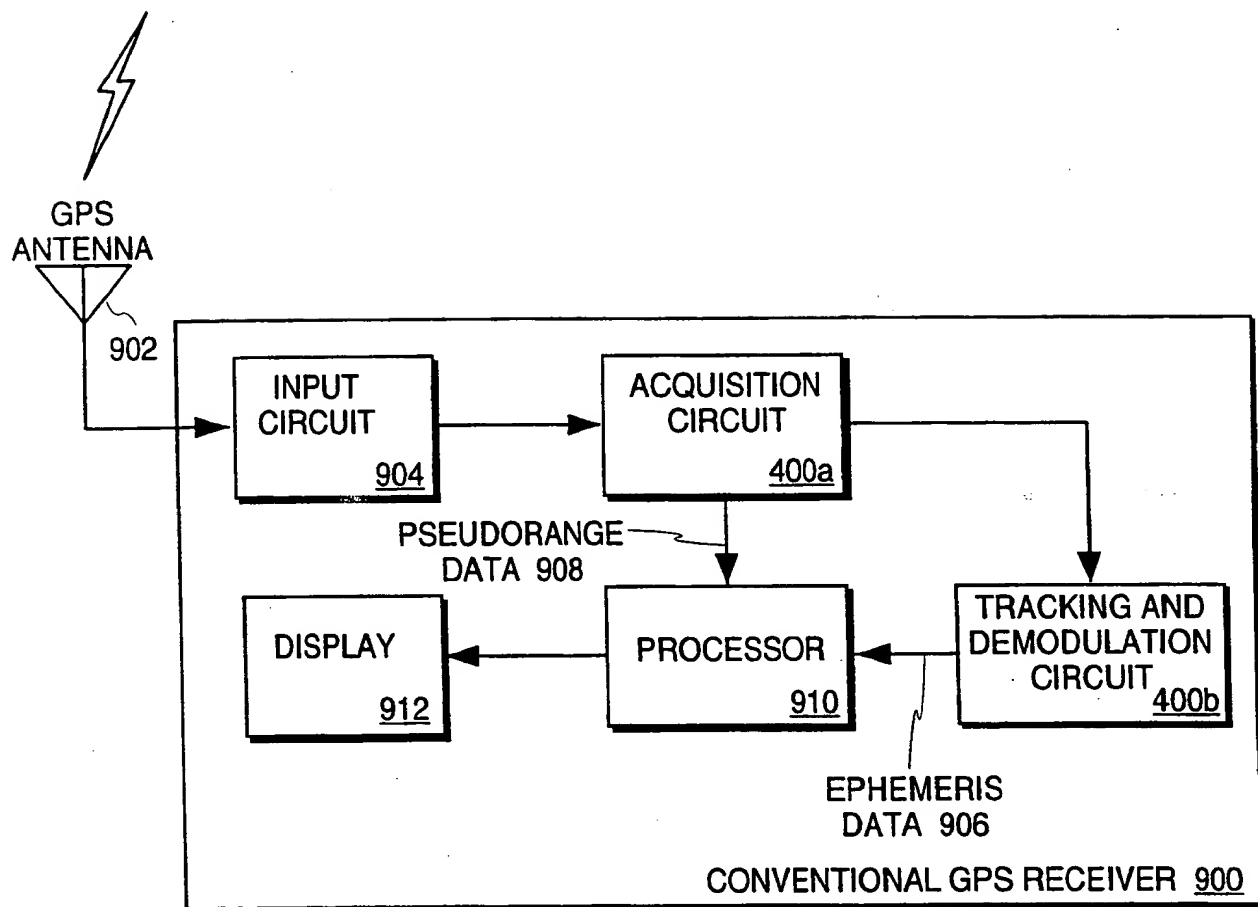 GPS
ANTENNA
902
INPUT
CIRCUIT
904
ACQUISITION
CIRCUIT
400a
PSEUDORANGE
DATA 908
DISPLAY
912
PROCESSOR
910
TRACKING AND
DEMODULATION
CIRCUIT
400b
EPHEMERIS
DATA 906
CONVENTIONAL GPS RECEIVER 900